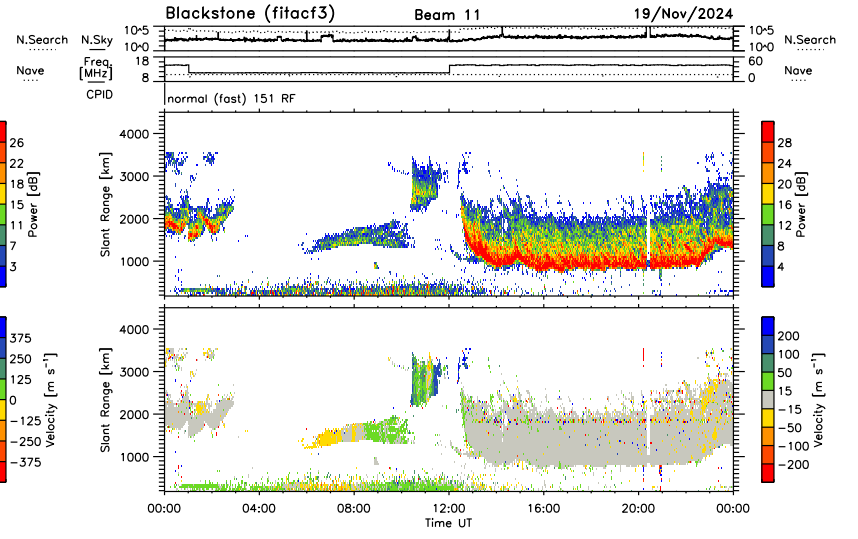 Blackstone (fitacf3) Beam 11 19/Nov/2024
N.Search N.Sky 10^5 10^0 10^5 10^0 N.Search
Nave Freq. [MHz] 18 8 60 0 Nave
CPID normal (fast) 151 RF
Power [dB] 26 22 18 15 11 7 3
Slant Range [km] 4000 3000 2000 1000
28 24 20 16 12 8 4 Power [dB]
Velocity [m s⁻¹] 375 250 125 0 −125 −250 −375
Slant Range [km] 4000 3000 2000 1000
200 100 50 15 −15 −50 −100 −200 Velocity [m s⁻¹]
00:00 04:00 08:00 12:00 16:00 20:00 00:00
Time UT